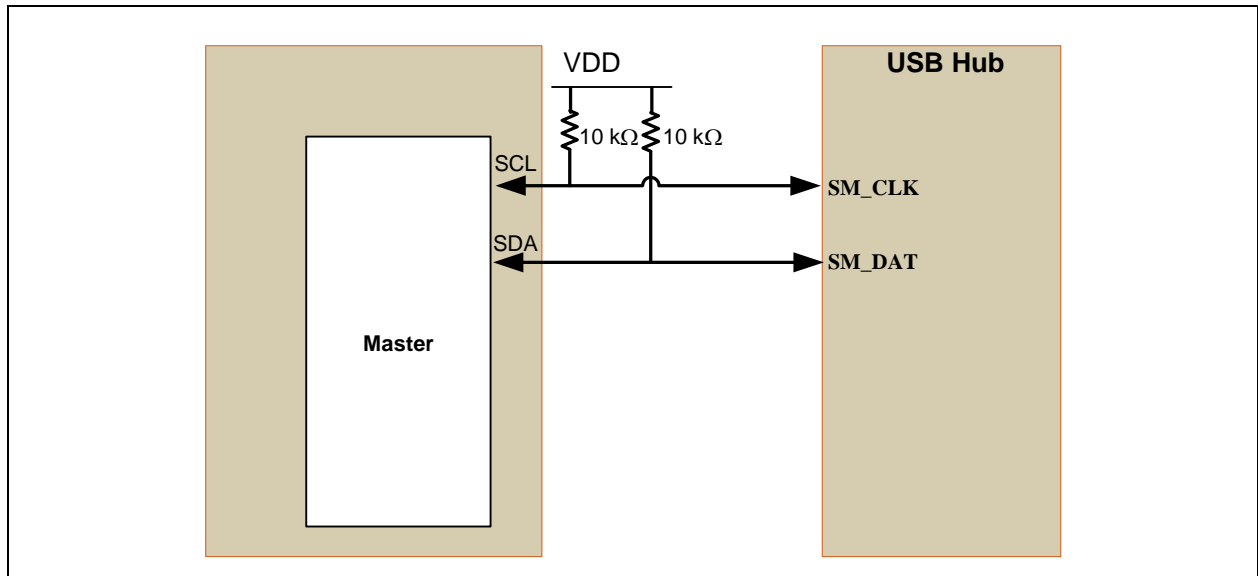 VDD
USB Hub
10 kΩ 10 kΩ
SCL
SM_CLK
SDA
SM_DAT
Master